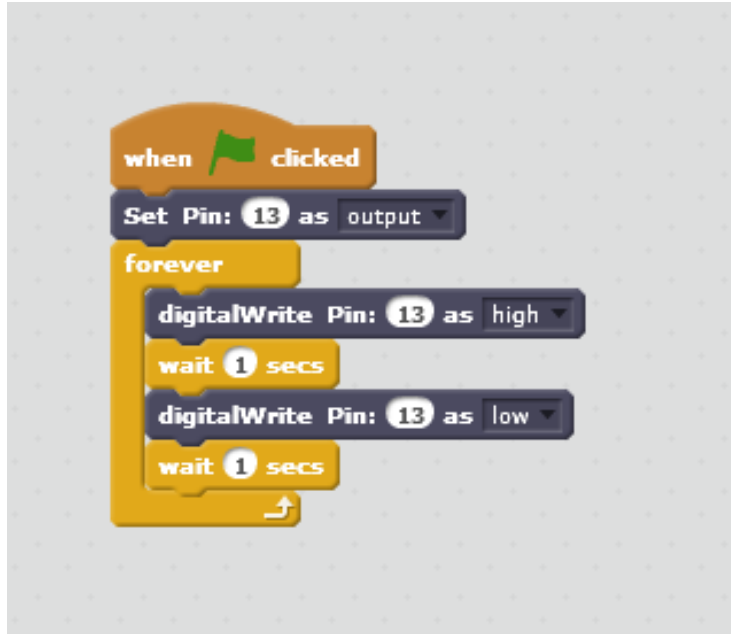 when clicked
Set Pin: 13 as output
forever
digitalWrite Pin: 13 as high
wait 1 secs
digitalWrite Pin: 13 as low
wait 1 secs